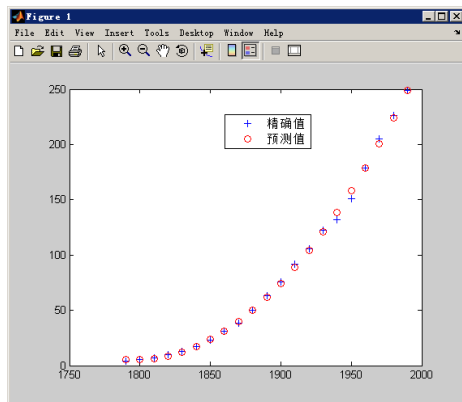 Figure 1
File Edit View Insert Tools Desktop Window Help
250
精确值
预测值
200
150
100
50
0
1750 1800 1850 1900 1950 2000